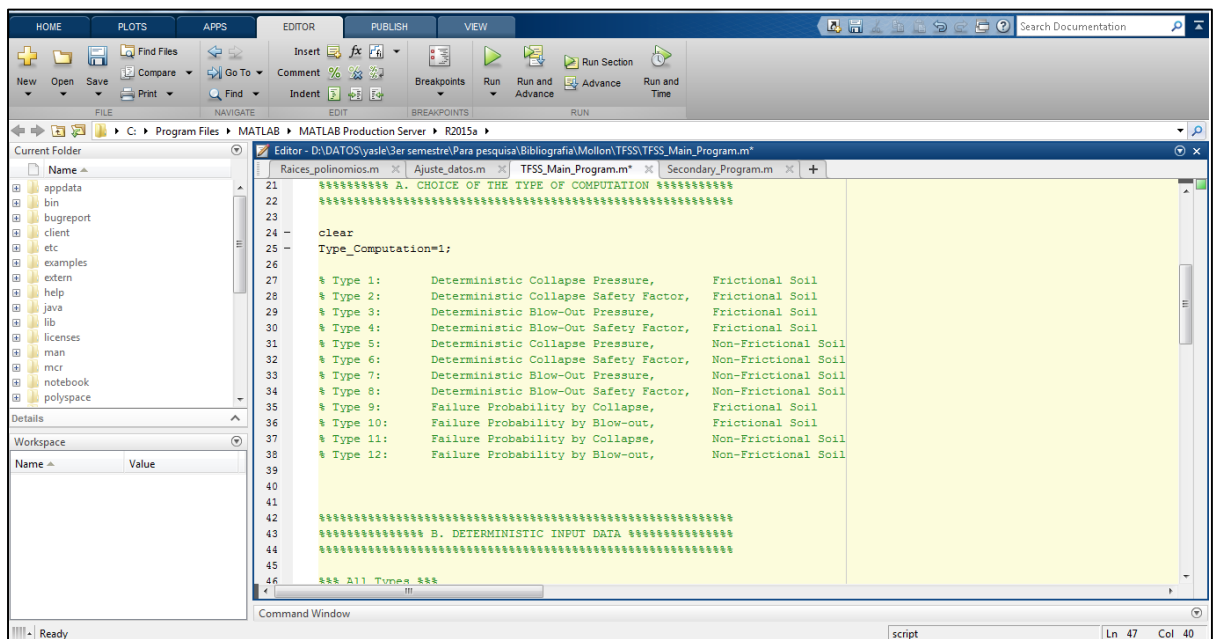 HOME PLOTS APPS EDITOR PUBLISH VIEW Search Documentation
New Open Save Find Files Compare Print Go To Find Insert fx Comment Indent Breakpoints Run Run and Advance Run Section Advance Run and Time
FILE NAVIGATE EDIT BREAKPOINTS RUN
C: Program Files MATLAB MATLAB Production Server R2015a
Current Folder
Name
appdata
bin
bugreport
client
etc
examples
extern
help
java
lib
licenses
man
mcr
notebook
polyspace
Details
Workspace
Name Value
Editor - D:\DATOS\yasle\3er semestre\Para pesquisa\Bibliografia\Mollon\TFSS\TFSS_Main_Program.m*
Raices_polinomios.m Ajuste_datos.m TFSS_Main_Program.m* Secondary_Program.m +
21 %%%%%%%%%% A. CHOICE OF THE TYPE OF COMPUTATION %%%%%%%%%%%
22 %%%%%%%%%%%%%%%%%%%%%%%%%%%%%%%%%%%%%%%%%%%%%%%%%%%%%%%%%%%
23
24 - clear
25 - Type_Computation=1;
26
27 % Type 1: Deterministic Collapse Pressure, Frictional Soil
28 % Type 2: Deterministic Collapse Safety Factor, Frictional Soil
29 % Type 3: Deterministic Blow-Out Pressure, Frictional Soil
30 % Type 4: Deterministic Blow-Out Safety Factor, Frictional Soil
31 % Type 5: Deterministic Collapse Pressure, Non-Frictional Soil
32 % Type 6: Deterministic Collapse Safety Factor, Non-Frictional Soil
33 % Type 7: Deterministic Blow-Out Pressure, Non-Frictional Soil
34 % Type 8: Deterministic Blow-Out Safety Factor, Non-Frictional Soil
35 % Type 9: Failure Probability by Collapse, Frictional Soil
36 % Type 10: Failure Probability by Blow-out, Frictional Soil
37 % Type 11: Failure Probability by Collapse, Non-Frictional Soil
38 % Type 12: Failure Probability by Blow-out, Non-Frictional Soil
39
40
41
42 %%%%%%%%%%%%%%%%%%%%%%%%%%%%%%%%%%%%%%%%%%%%%%%%%%%%%%%%%%%
43 %%%%%%%%%%%%%%% B. DETERMINISTIC INPUT DATA %%%%%%%%%%%%%%%
44 %%%%%%%%%%%%%%%%%%%%%%%%%%%%%%%%%%%%%%%%%%%%%%%%%%%%%%%%%%%
45
46 %%% All Types %%%
Command Window
Ready script Ln 47 Col 40